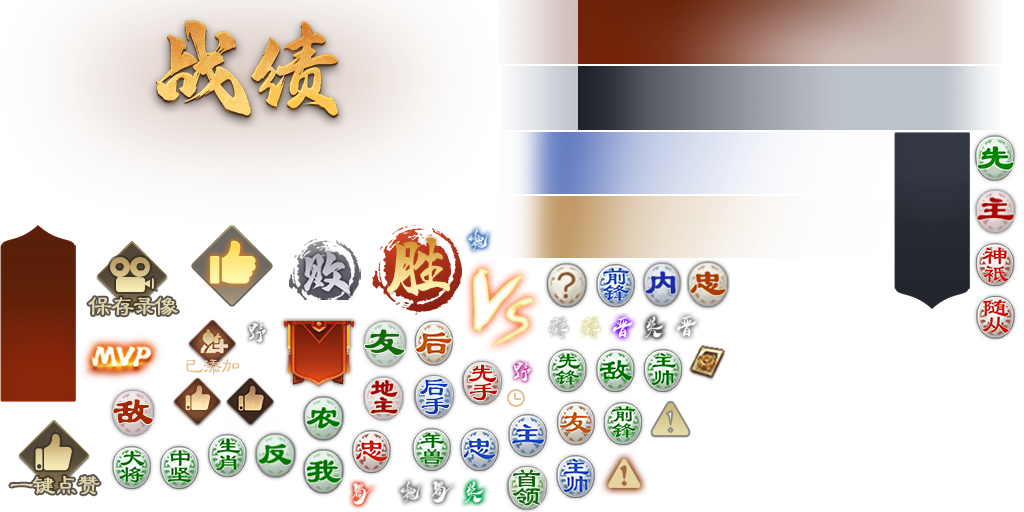 战绩
先
主
神祇
随从
保存录像
败
胜
VS
?
前锋
内
忠
MVP
已添加
友
后
先锋
敌
主帅
敌
地主
后手
先手
农
一键点赞
犬将
中坚
生肖
反
我
忠
年兽
忠
主
友
前锋
首领
主帅